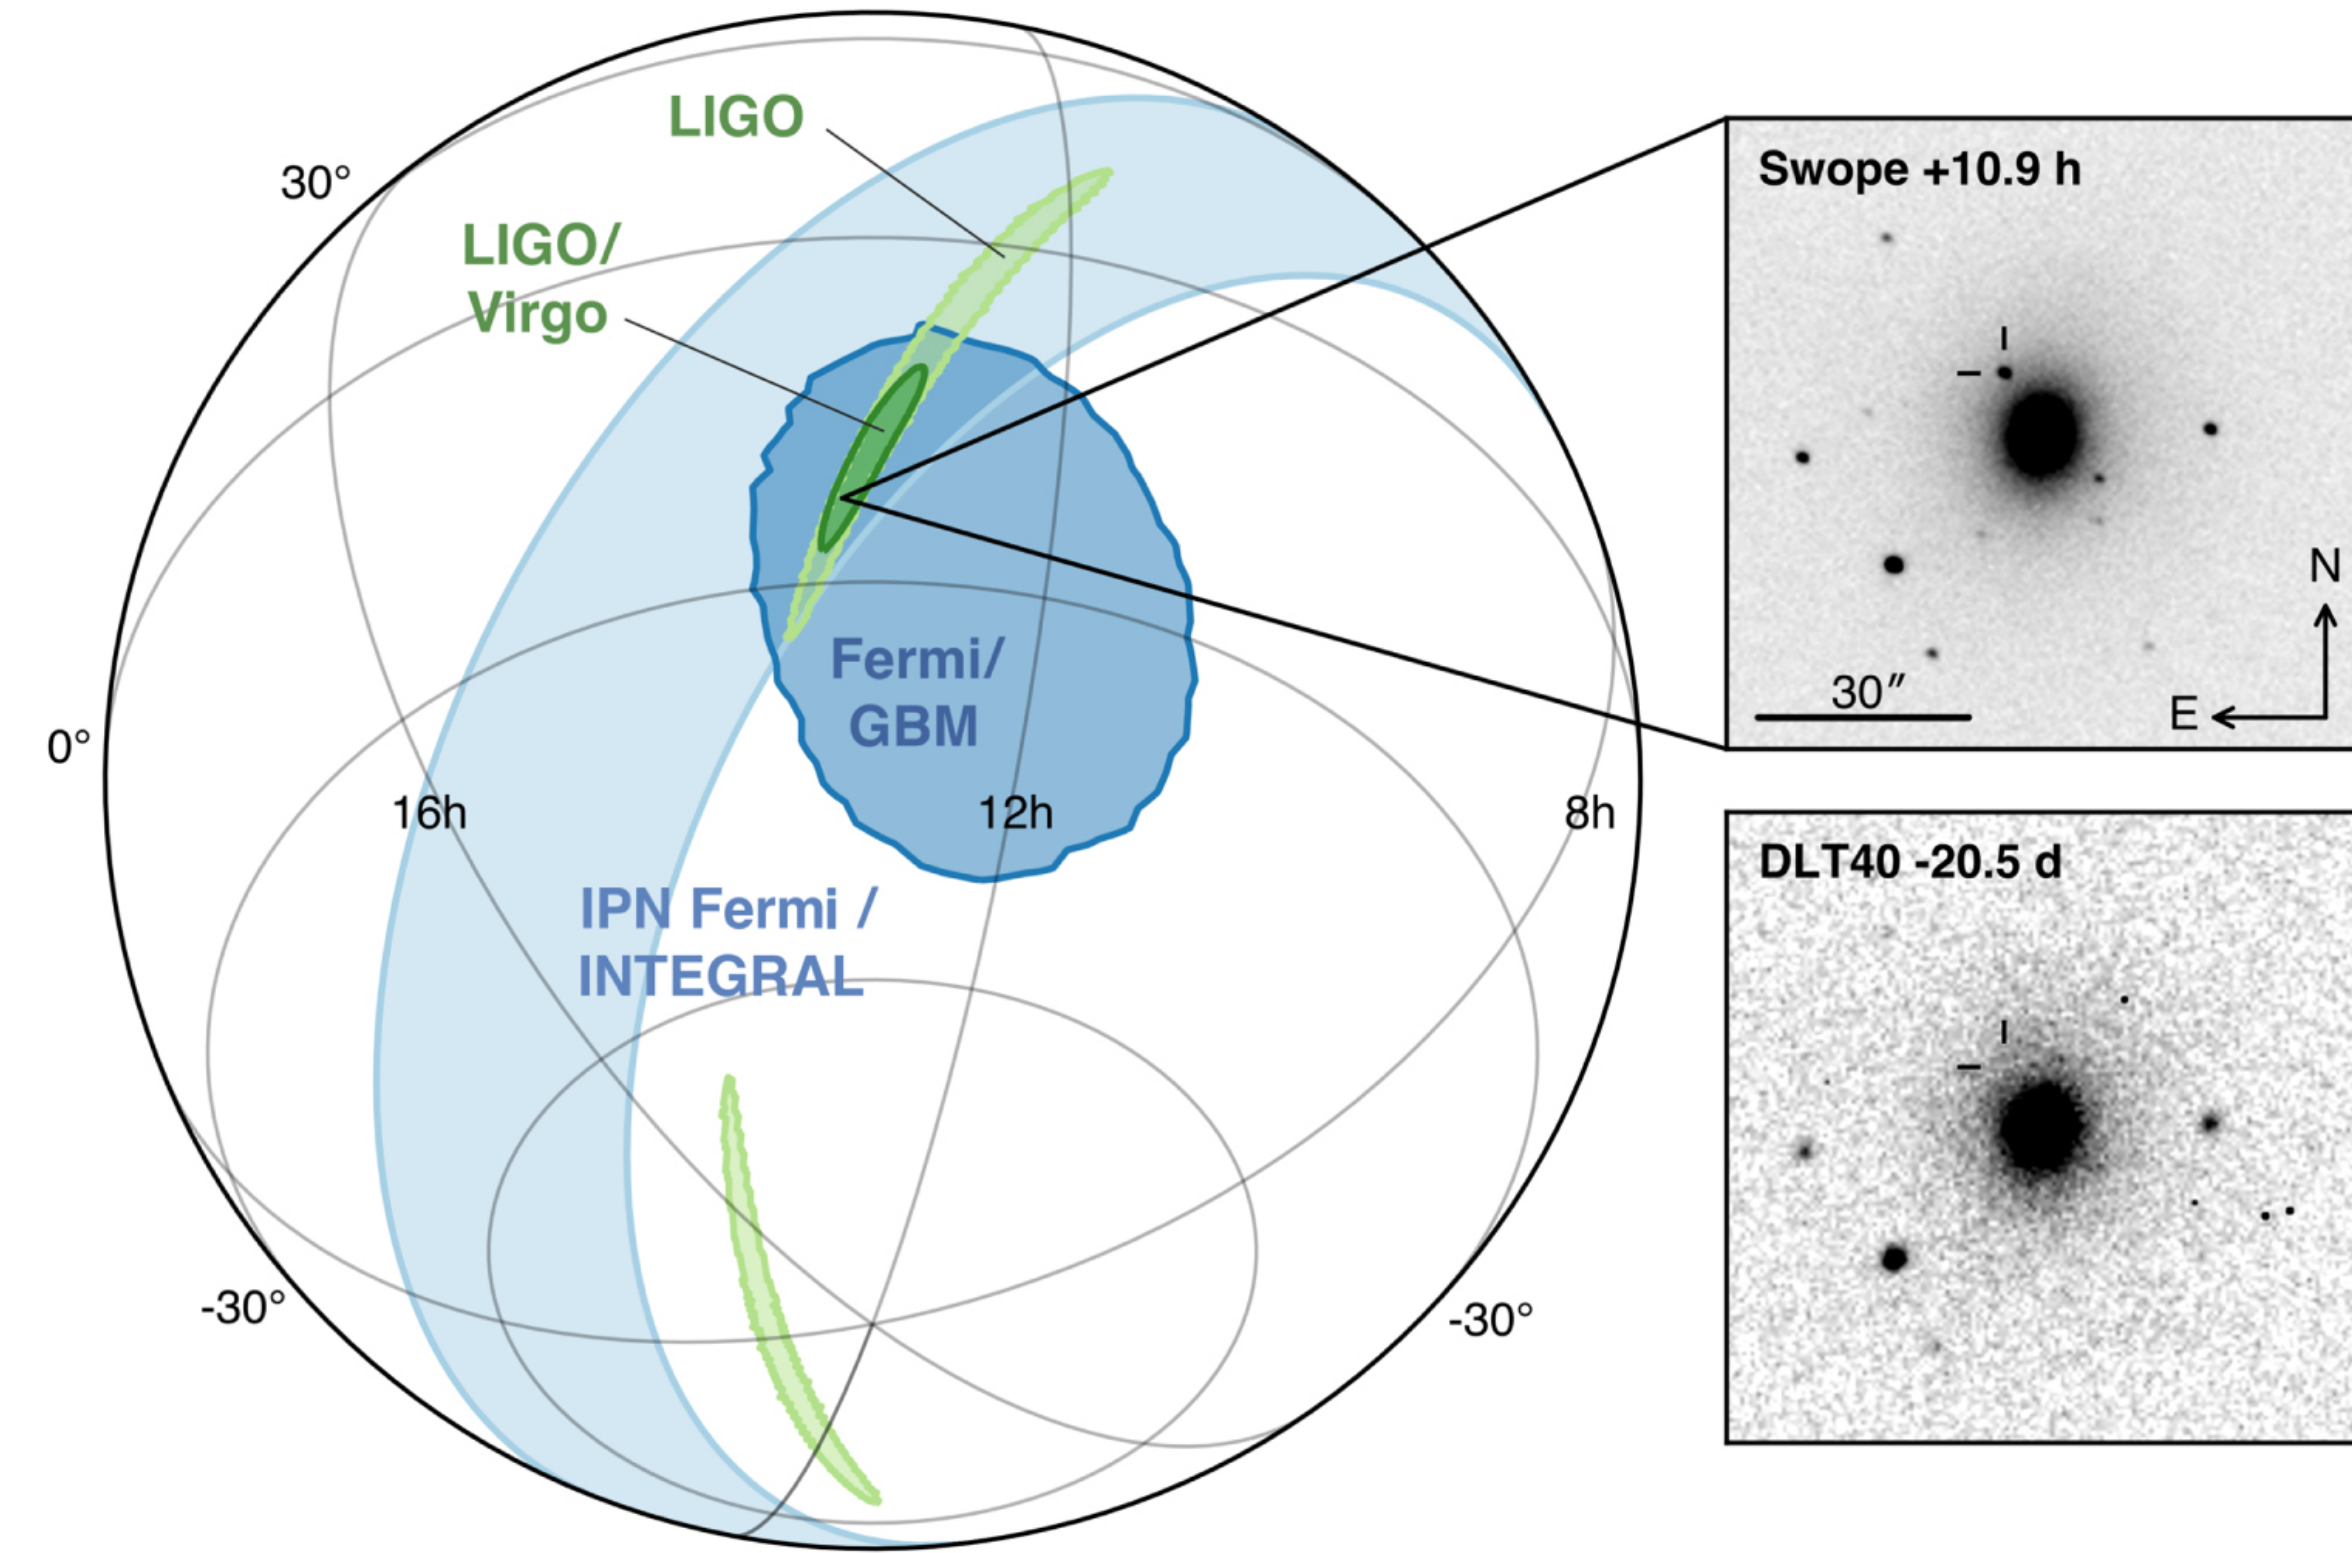 LIGO
30°
LIGO/
Virgo
Swope +10.9 h
N
30″
E
Fermi/
GBM
0°
16h
12h
8h
DLT40 -20.5 d
IPN Fermi /
INTEGRAL
-30°
-30°